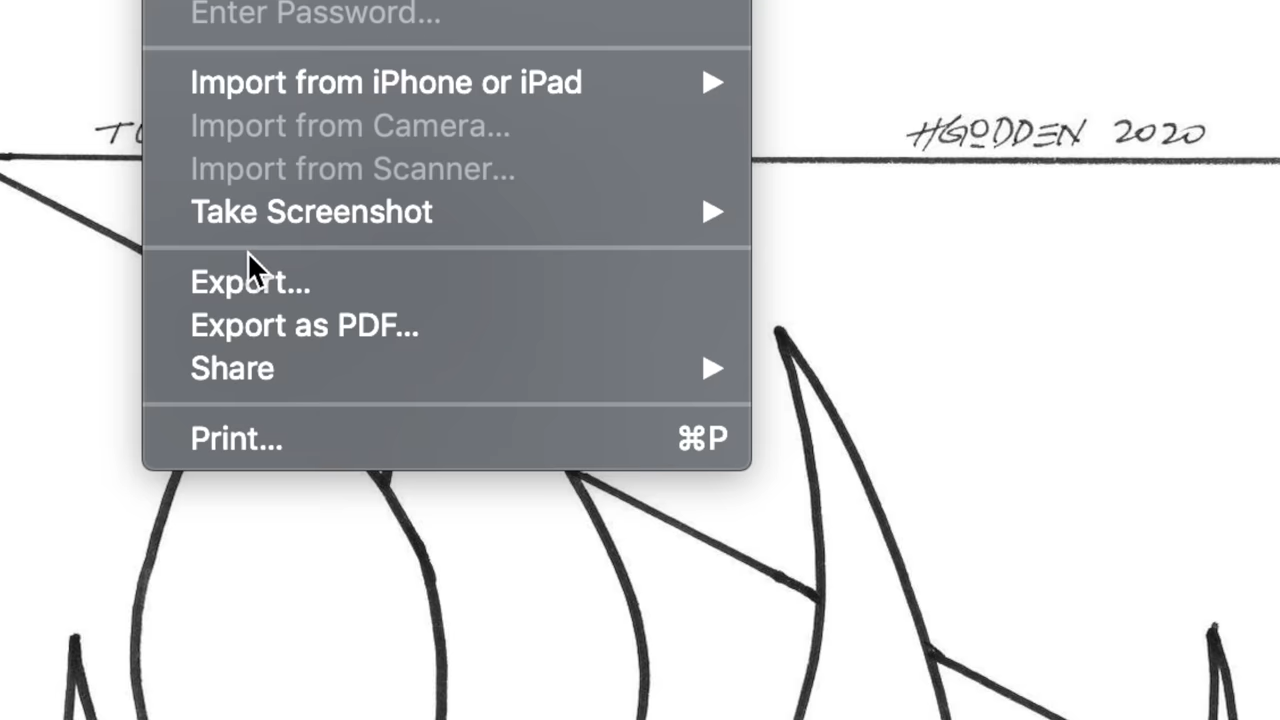 Enter Password...
Import from iPhone or iPad ▶
Import from Camera...
HGODDEN 2020
Import from Scanner...
Take Screenshot ▶
Export...
Export as PDF...
Share ▶
Print... ⌘P